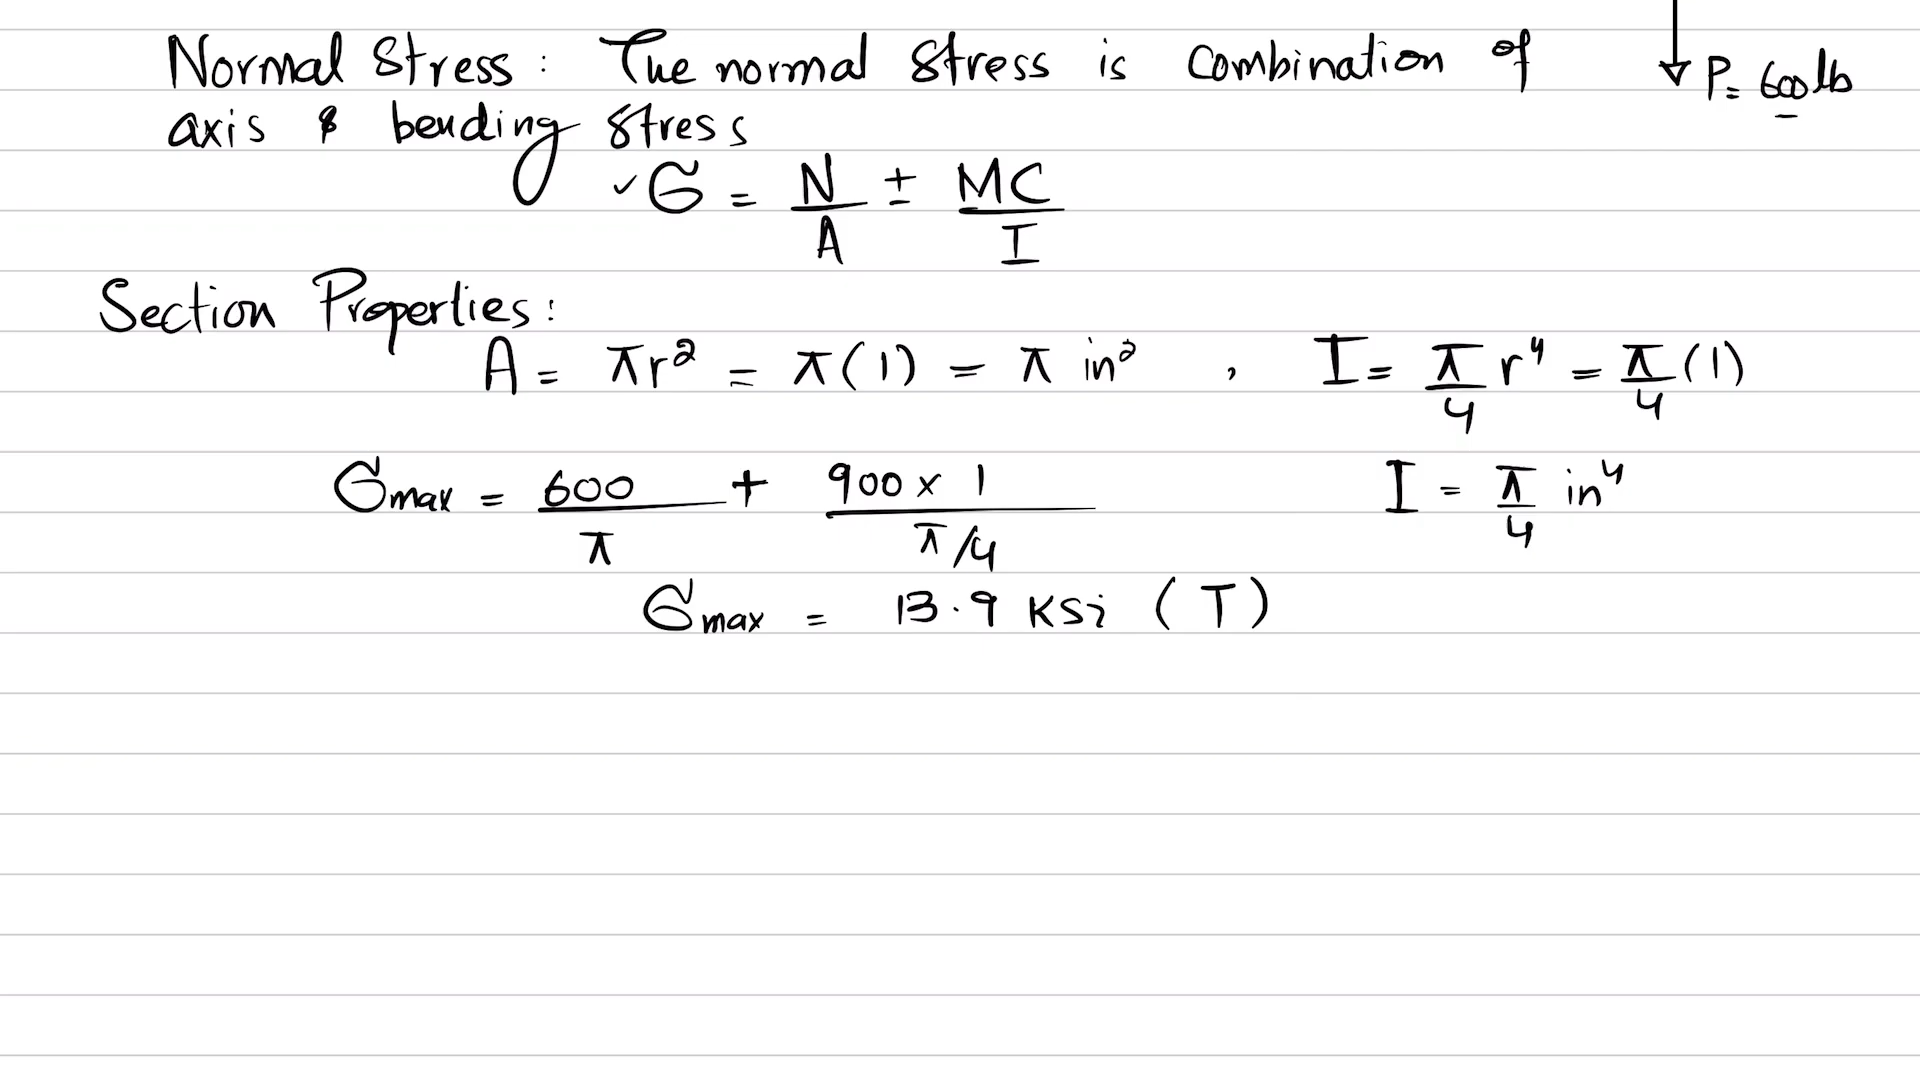 Normal Stress: The normal stress is combination of
P= 600 lb
axis & bending stress
✓ σ = N/A ± MC/I
Section Properties:
A = πr² = π(1) = π in² , I = π/4 r⁴ = π/4 (1)
σmax = 600/π + 900 x 1/π/4
I = π/4 in⁴
σmax = 13.9 ksi (T)